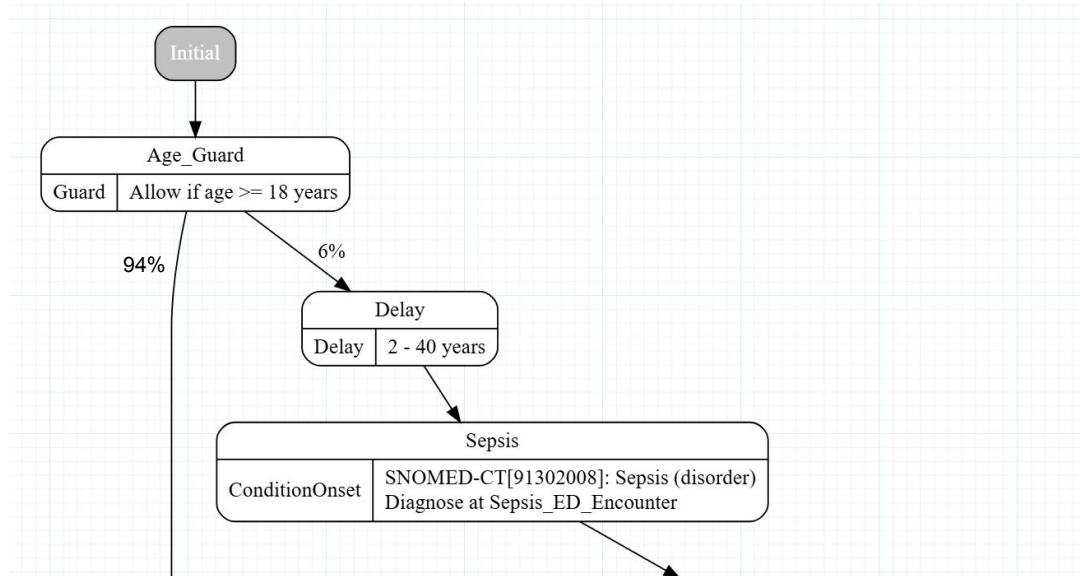 Initial
Age_Guard
Guard Allow if age >= 18 years
94%
6%
Delay
Delay 2 - 40 years
Sepsis
ConditionOnset
SNOMED-CT[91302008]: Sepsis (disorder)
Diagnose at Sepsis_ED_Encounter